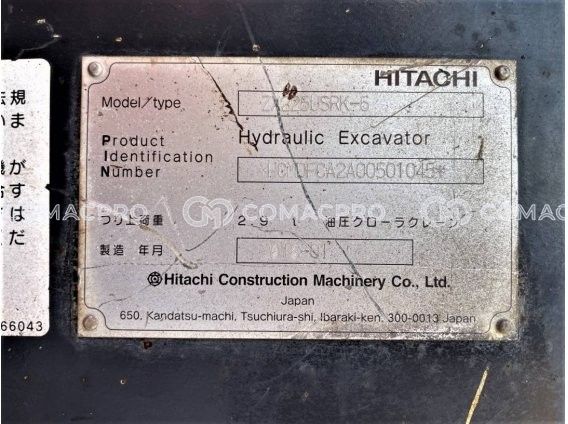 HITACHI
Model/type ZX225USRK-5
Product
Identification
Number
Hydraulic Excavator
つり上荷重 2.9 t 油圧クローラクレーン
製造 年月
Hitachi Construction Machinery Co., Ltd.
Japan
650, Kandatsu-machi, Tsuchiura-shi, Ibaraki-ken, 300-0013 Japan
COMACPRO COMACPRO COMACPRO
規
ま
が
す
は
だ
66043